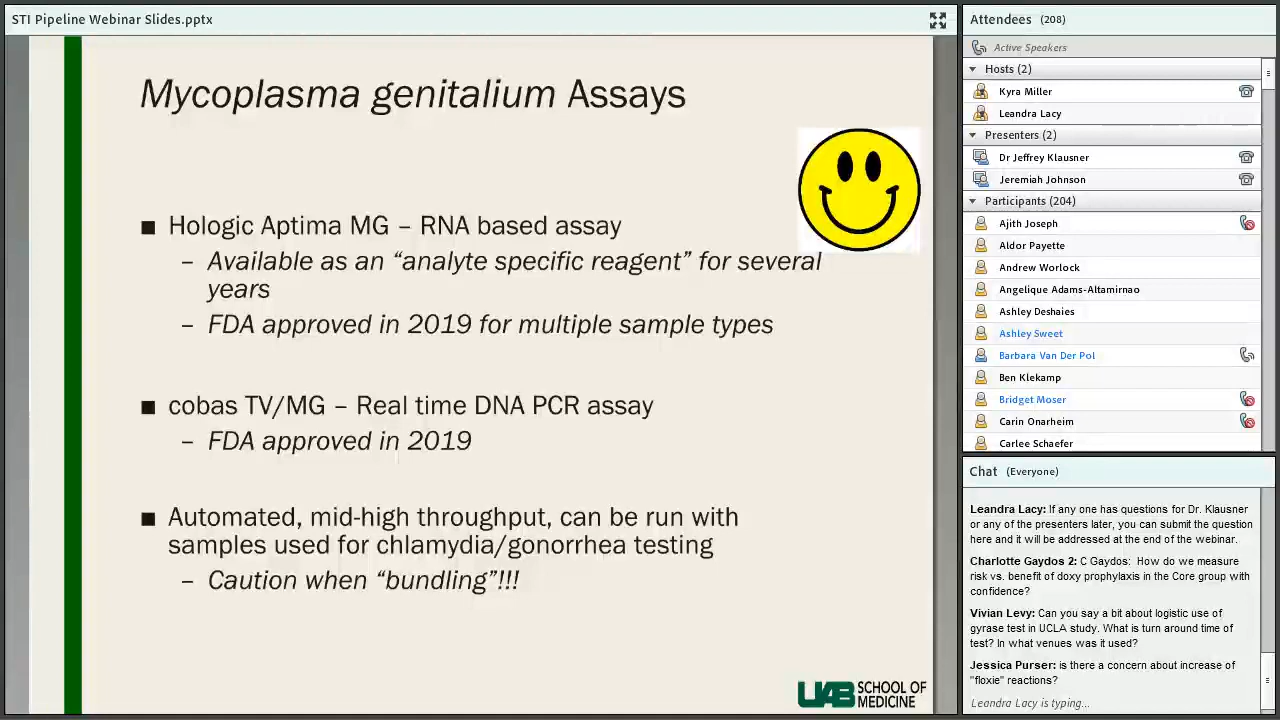 STI Pipeline Webinar Slides.pptx
Mycoplasma genitalium Assays
■ Hologic Aptima MG – RNA based assay
– Available as an “analyte specific reagent” for several
years
– FDA approved in 2019 for multiple sample types
■ cobas TV/MG – Real time DNA PCR assay
– FDA approved in 2019
■ Automated, mid-high throughput, can be run with
samples used for chlamydia/gonorrhea testing
– Caution when “bundling”!!!
UAB SCHOOL OF
MEDICINE
Attendees (208)
Active Speakers
Hosts (2)
Kyra Miller
Leandra Lacy
Presenters (2)
Dr Jeffrey Klausner
Jeremiah Johnson
Participants (204)
Ajith Joseph
Aldor Payette
Andrew Worlock
Angelique Adams-Altamirnao
Ashley Deshaies
Ashley Sweet
Barbara Van Der Pol
Ben Klekamp
Bridget Moser
Carin Onarheim
Carlee Schaefer
Chat (Everyone)
Leandra Lacy: If any one has questions for Dr. Klausner
or any of the presenters later, you can submit the question
here and it will be addressed at the end of the webinar.
Charlotte Gaydos 2: C Gaydos: How do we measure
risk vs. benefit of doxy prophylaxis in the Core group with
confidence?
Vivian Levy: Can you say a bit about logistic use of
gyrase test in UCLA study. What is turn around time of
test? In what venues was it used?
Jessica Purser: is there a concern about increase of
"floxie" reactions?
Leandra Lacy is typing...